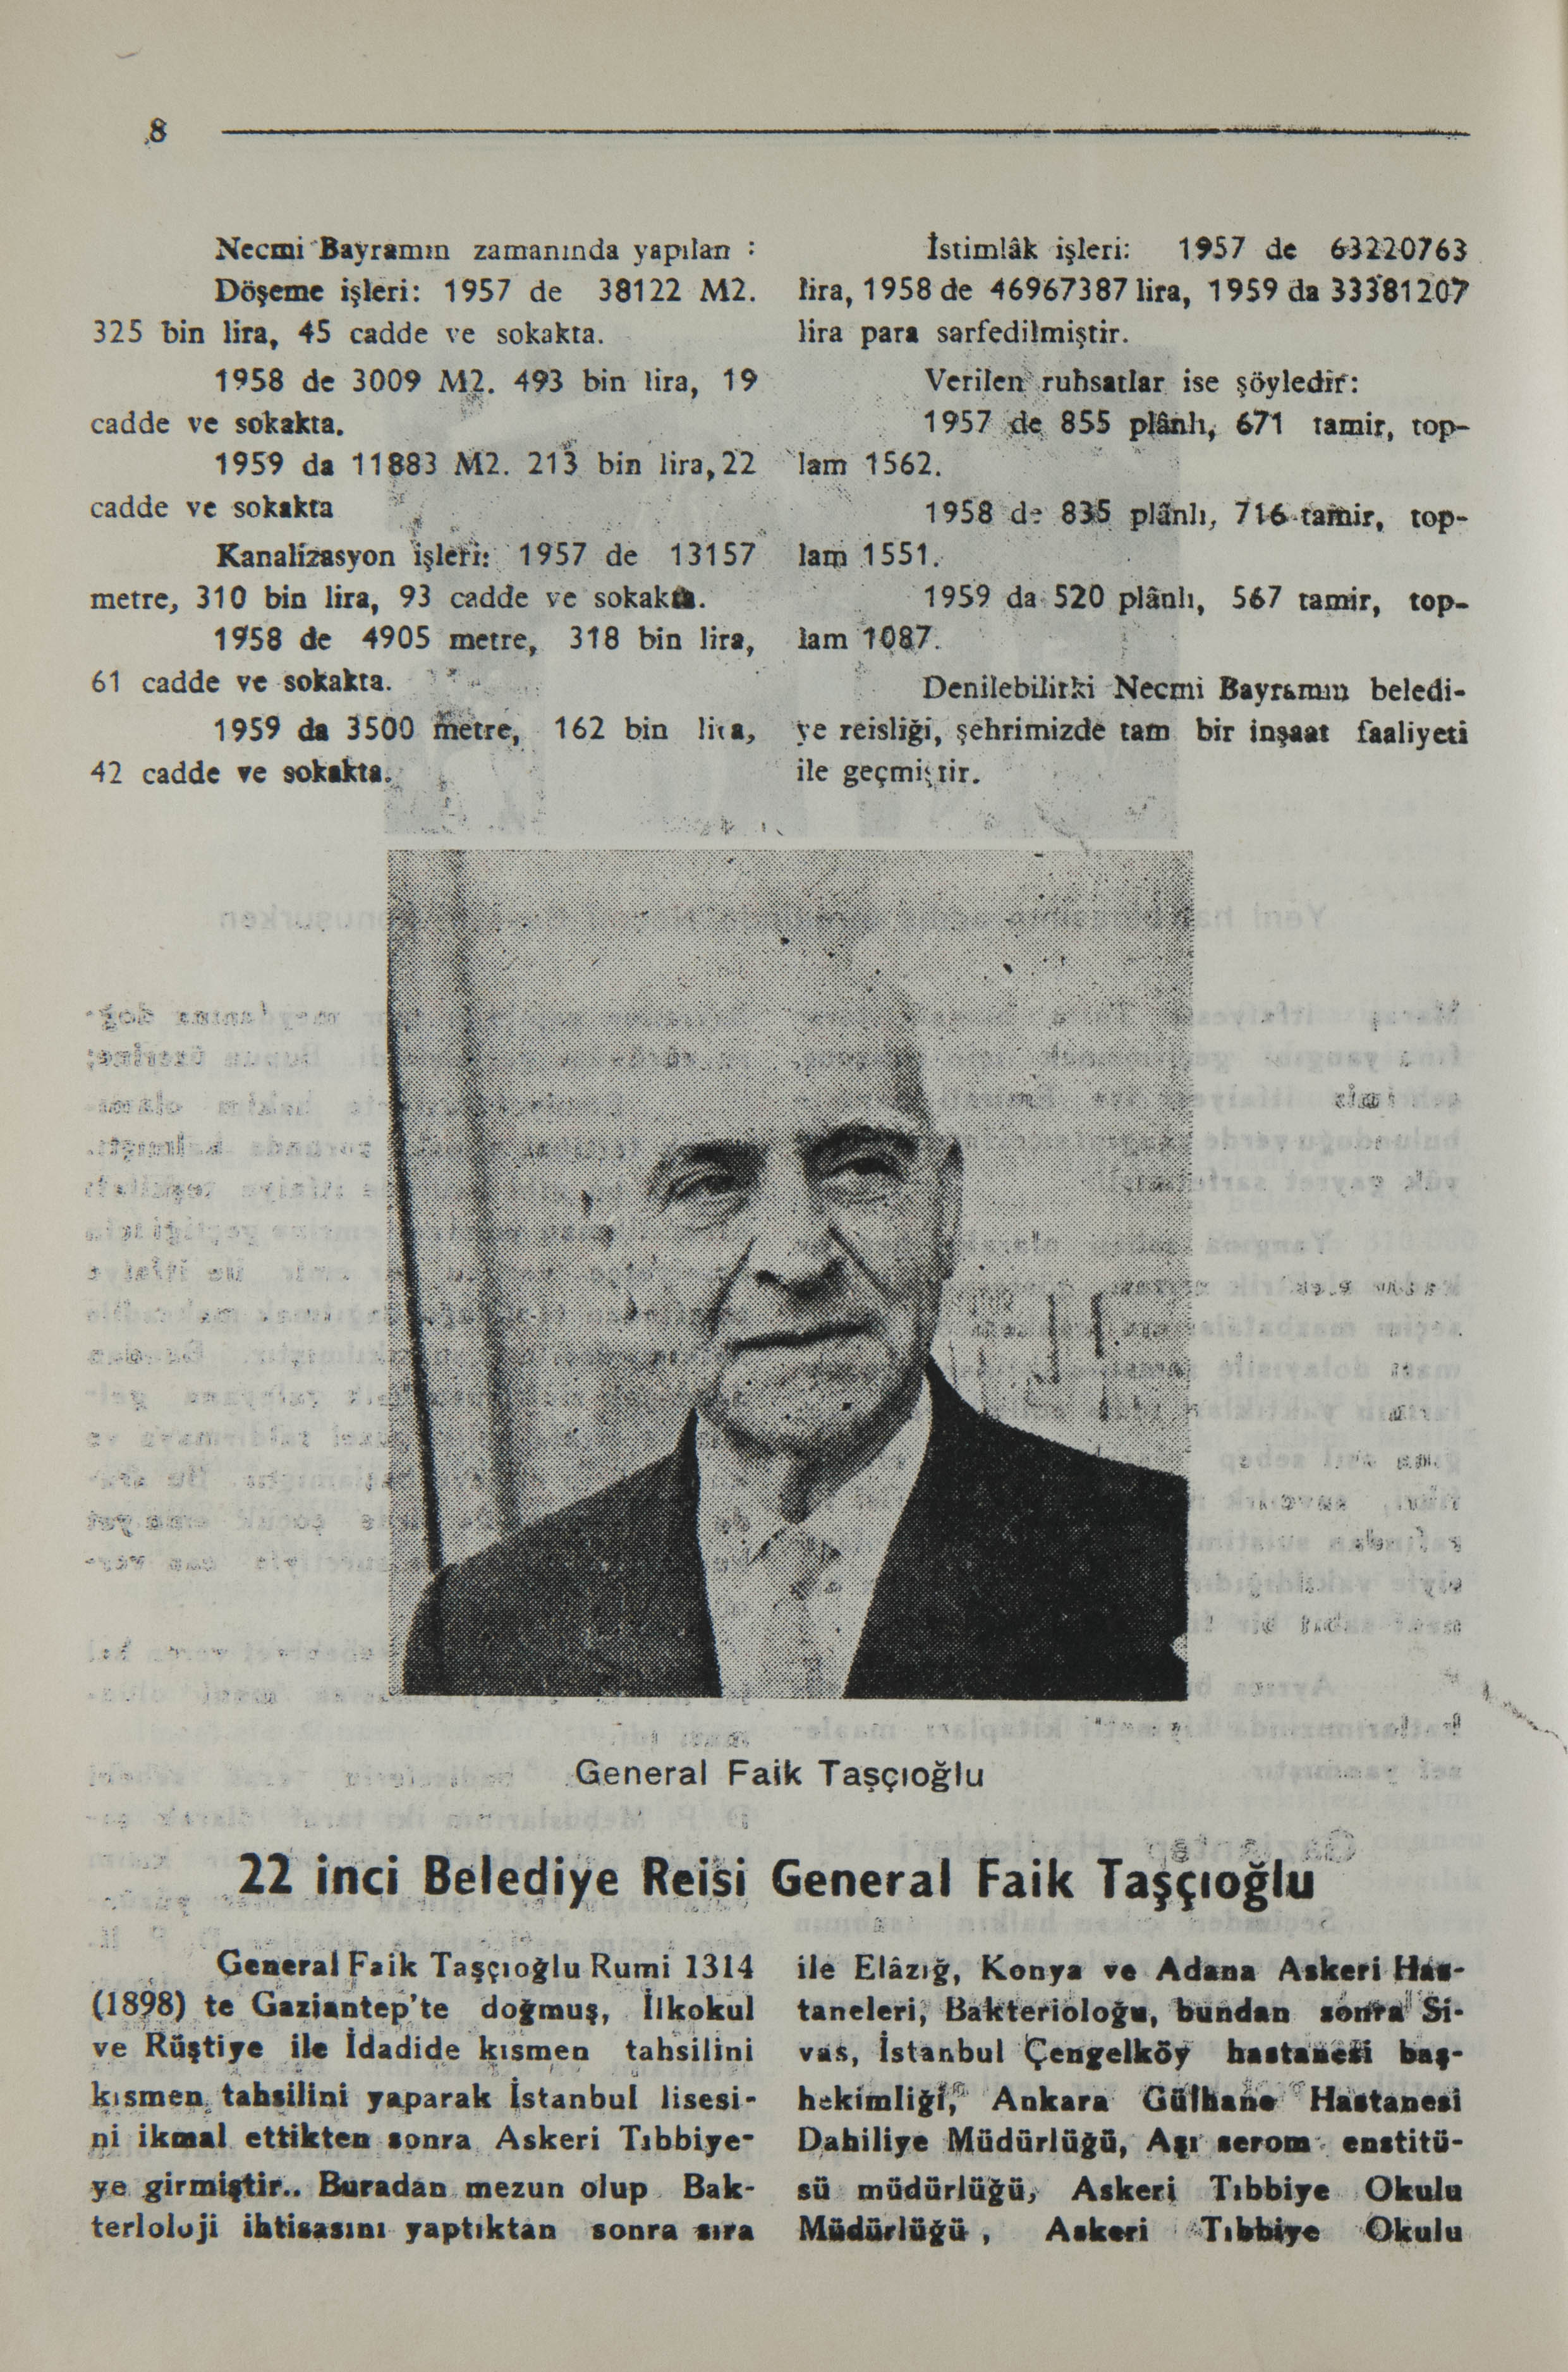 8
Necmi Bayramın zamanında yapılan :
Döşeme işleri: 1957 de 38122 M2.
325 bin lira, 45 cadde ve sokakta.
1958 de 3009 M2. 493 bin lira, 19
cadde ve sokakta.
1959 da 11883 M2. 213 bin lira, 22
cadde ve sokakta
Kanalizasyon işleri: 1957 de 13157
metre, 310 bin lira, 93 cadde ve sokakta.
1958 de 4905 metre, 318 bin lira,
61 cadde ve sokakta.
1959 da 3500 metre, 162 bin lira,
42 cadde ve sokakta.
İstimlâk işleri: 1957 de 63220763
lira, 1958 de 46967387 lira, 1959 da 33381207
lira para sarfedilmiştir.
Verilen ruhsatlar ise şöyledir:
1957 de 855 plânlı, 671 tamir, top-
lam 1562.
1958 de 835 plânlı, 716 tamir, top-
lam 1551.
1959 da 520 plânlı, 567 tamir, top-
lam 1087.
Denilebilirki Necmi Bayramın beledi-
ye reisliği, şehrimizde tam bir inşaat faaliyeti
ile geçmiştir.
General Faik Taşçıoğlu
22 inci Belediye Reisi General Faik Taşçıoğlu
General Faik Taşçıoğlu Rumi 1314
(1898) te Gaziantep'te doğmuş, İlkokul
ve Rüştiye ile İdadide kısmen tahsilini
kısmen tahsilini yaparak İstanbul lisesi-
ni ikmal ettikten sonra Askeri Tıbbiye-
ye girmiştir.. Buradan mezun olup Bak-
terloloji ihtisasını yaptıktan sonra sıra
ile Elâzığ, Konya ve Adana Askeri Has-
taneleri, Bakterioloğu, bundan sonra Si-
vas, İstanbul Çengelköy hastanesi baş-
hekimliği, Ankara Gülhane Hastanesi
Dahiliye Müdürlüğü, Aşı serom enstitü-
sü müdürlüğü, Askeri Tıbbiye Okulu
Müdürlüğü , Askeri Tıbbiye Okulu